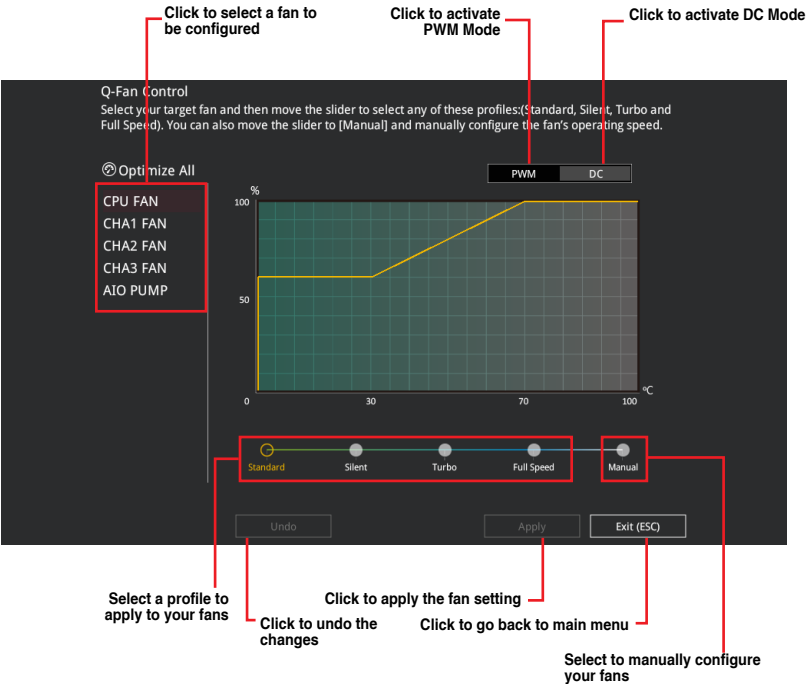 Click to select a fan to
be configured
Click to activate
PWM Mode
Click to activate DC Mode
Q-Fan Control
Select your target fan and then move the slider to select any of these profiles:(Standard, Silent, Turbo and
Full Speed). You can also move the slider to [Manual] and manually configure the fan's operating speed.
Optimize All
PWM
DC
CPU FAN
CHA1 FAN
CHA2 FAN
CHA3 FAN
AIO PUMP
%
100
50
0
30
70
100
ºC
Standard
Silent
Turbo
Full Speed
Manual
Undo
Apply
Exit (ESC)
Select a profile to
apply to your fans
Click to undo the
changes
Click to apply the fan setting
Click to go back to main menu
Select to manually configure
your fans